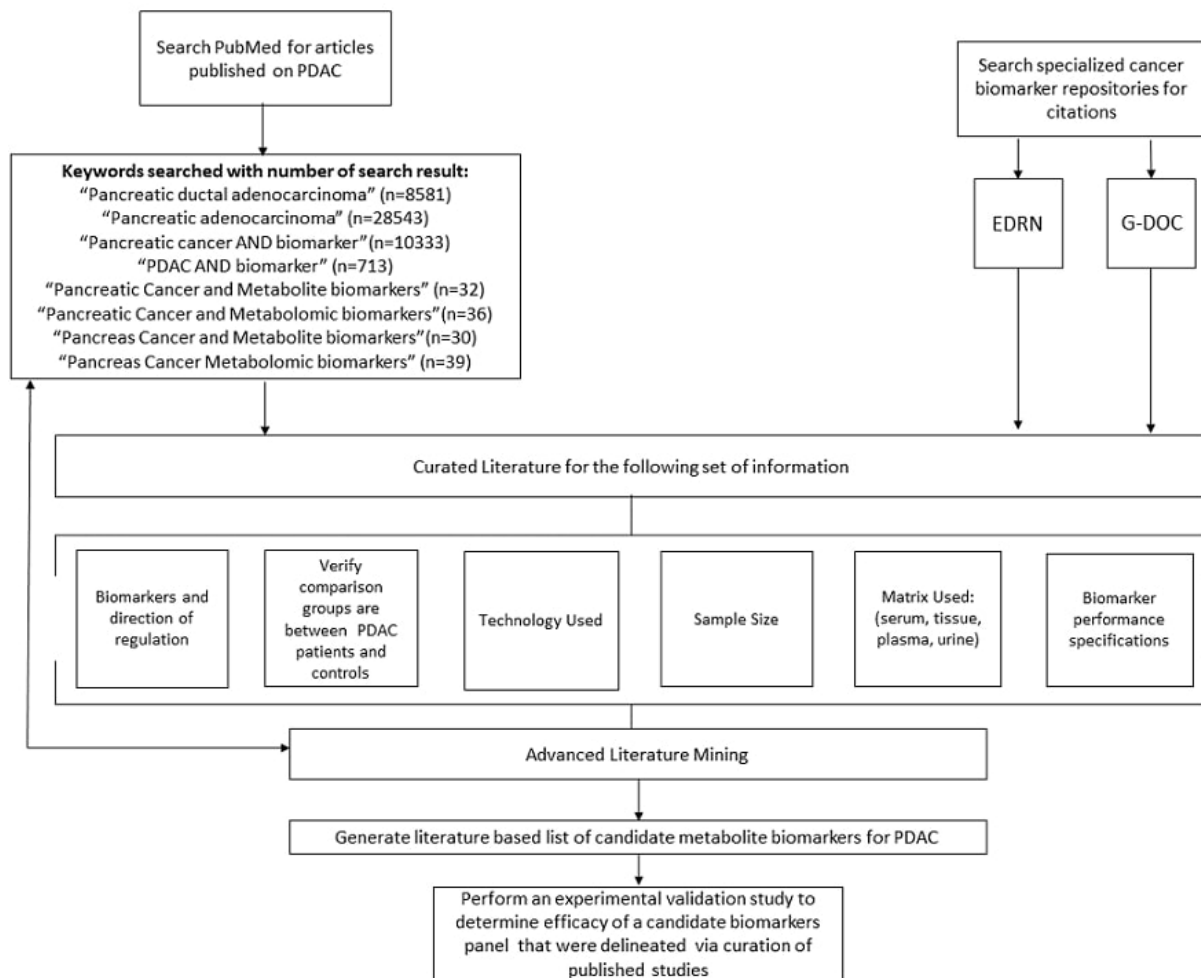 Search PubMed for articles
published on PDAC
Search specialized cancer
biomarker repositories for
citations
Keywords searched with number of search result:
“Pancreatic ductal adenocarcinoma” (n=8581)
“Pancreatic adenocarcinoma” (n=28543)
“Pancreatic cancer AND biomarker”(n=10333)
“PDAC AND biomarker” (n=713)
“Pancreatic Cancer and Metabolite biomarkers” (n=32)
“Pancreatic Cancer and Metabolomic biomarkers”(n=36)
“Pancreas Cancer and Metabolite biomarkers”(n=30)
“Pancreas Cancer Metabolomic biomarkers” (n=39)
EDRN
G-DOC
Curated Literature for the following set of information
Biomarkers and
direction of
regulation
Verify
comparison
groups are
between PDAC
patients and
controls
Technology Used
Sample Size
Matrix Used:
(serum, tissue,
plasma, urine)
Biomarker
performance
specifications
Advanced Literature Mining
Generate literature based list of candidate metabolite biomarkers for PDAC
Perform an experimental validation study to
determine efficacy of a candidate biomarkers
panel that were delineated via curation of
published studies